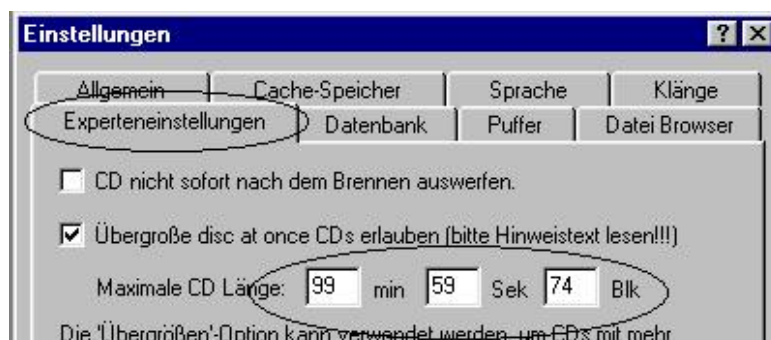 Einstellungen
Allgemein Cache-Speicher Sprache Klänge
Experteneinstellungen Datenbank Puffer Datei Browser
CD nicht sofort nach dem Brennen auswerfen.
Übergroße disc at once CDs erlauben (bitte Hinweistext lesen!!!)
Maximale CD Länge: 99 min 59 Sek 74 Blk
Die 'Übergrößen'-Option kann verwendet werden, um CDs mit mehr